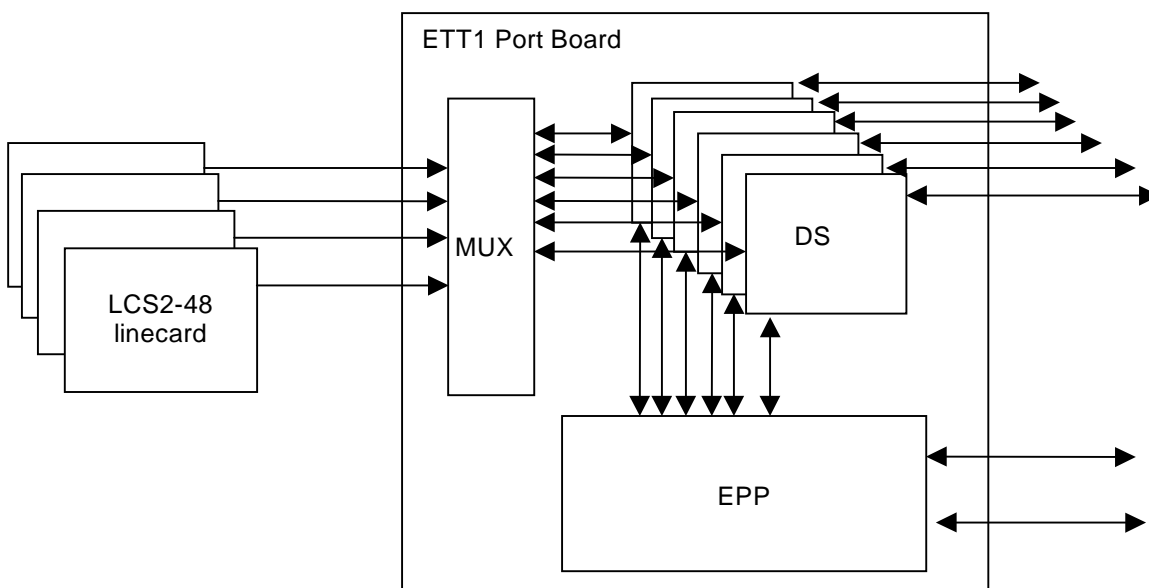 ETT1 Port Board
MUX
DS
LCS2-48
linecard
EPP